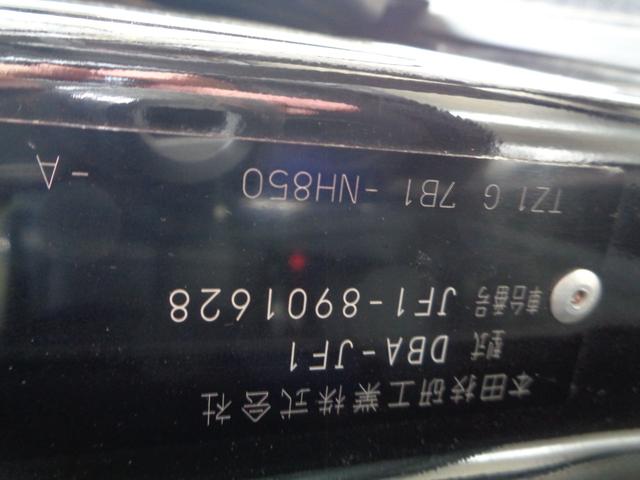 本田技研工業株式会社
型式 DBA-JF1
車台番号 JF1-8901628
TZ1 G 7B1-NH850 -A